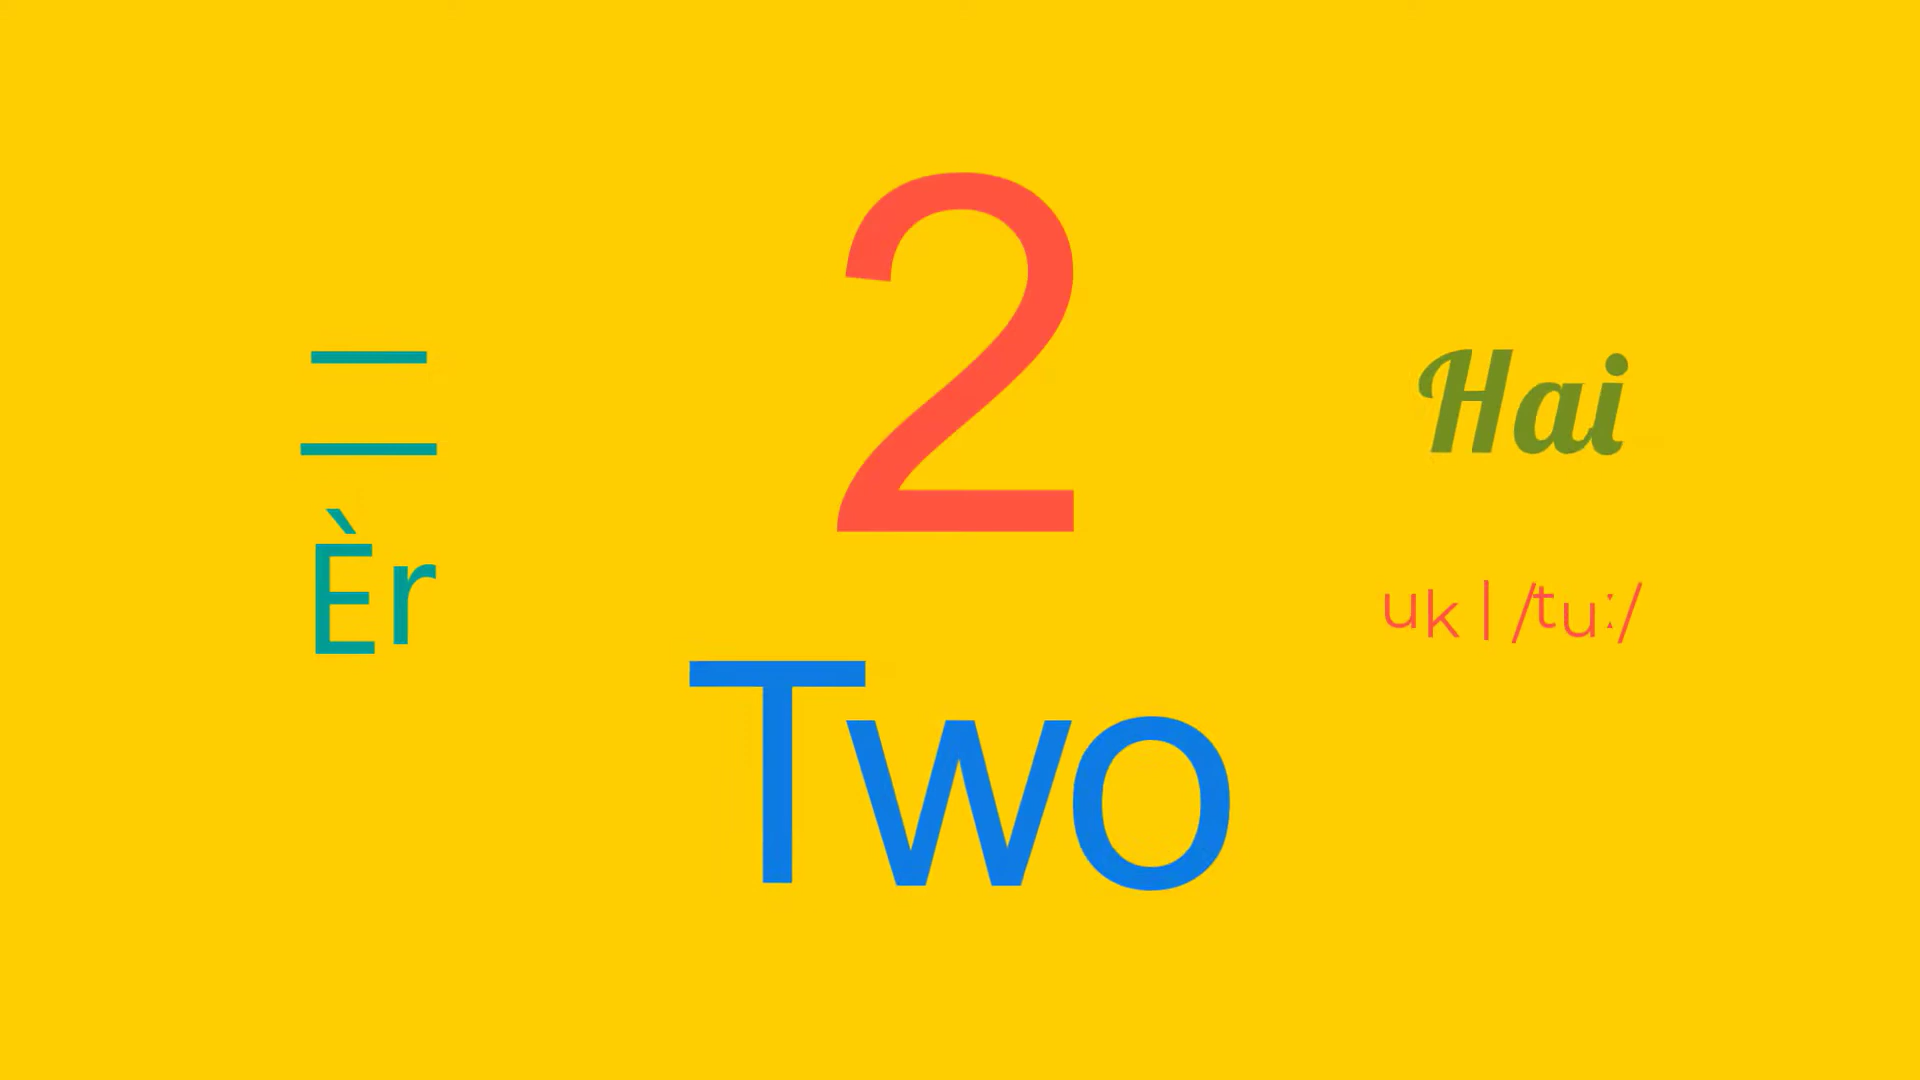 二
Èr
2
Two
Hai
uk | /tuː/